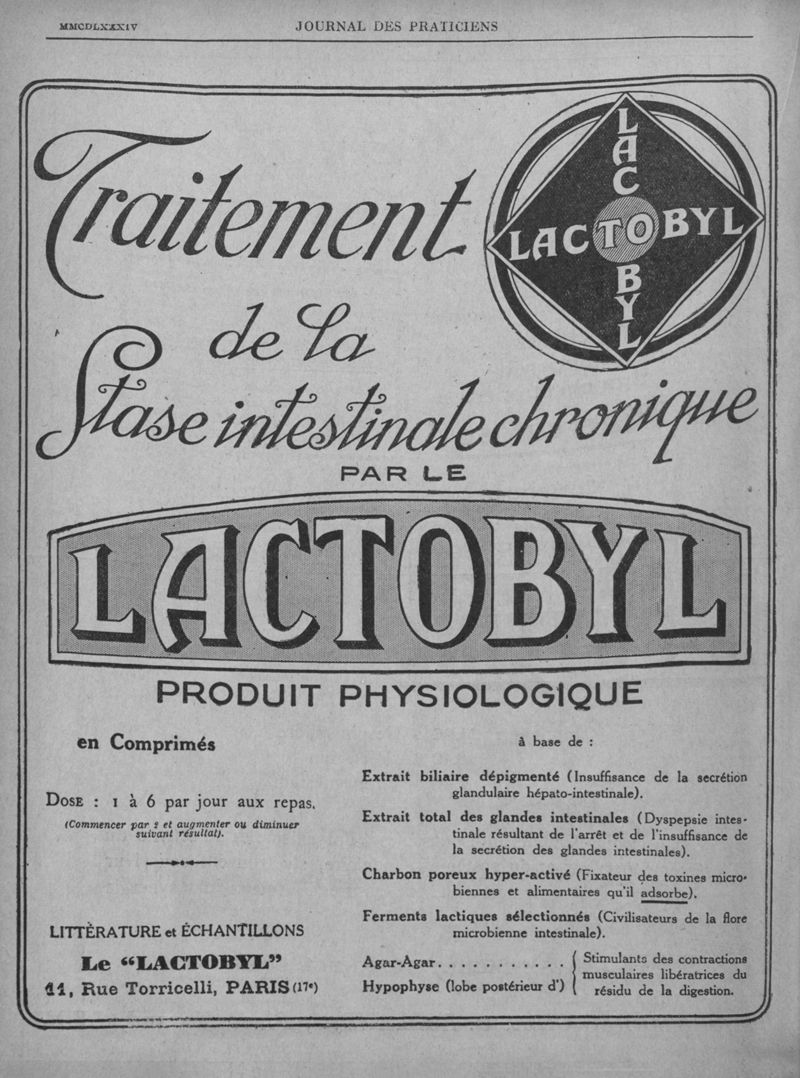 MMCDLXXXIV
JOURNAL DES PRATICIENS
Traitement
LACTOBYL
LACTOBYL
de la
Stase intestinale chronique
PAR LE
LACTOBYL
PRODUIT PHYSIOLOGIQUE
en Comprimés
DOSE : 1 à 6 par jour aux repas.
(Commencer par 2 et augmenter ou diminuer
suivant résultat).
LITTÉRATURE et ÉCHANTILLONS
Le “LACTOBYL”
11, Rue Torricelli, PARIS (17e)
à base de :
Extrait biliaire dépigmenté (Insuffisance de la secrétion
glandulaire hépato-intestinale).
Extrait total des glandes intestinales (Dyspepsie intes-
tinale résultant de l'arrêt et de l'insuffisance de
la secrétion des glandes intestinales).
Charbon poreux hyper-activé (Fixateur des toxines micro-
biennes et alimentaires qu'il adsorbe).
Ferments lactiques sélectionnés (Civilisateurs de la flore
microbienne intestinale).
Agar-Agar. . . . . . . . . . .
Hypophyse (lobe postérieur d')
Stimulants des contractions
musculaires libératrices du
résidu de la digestion.